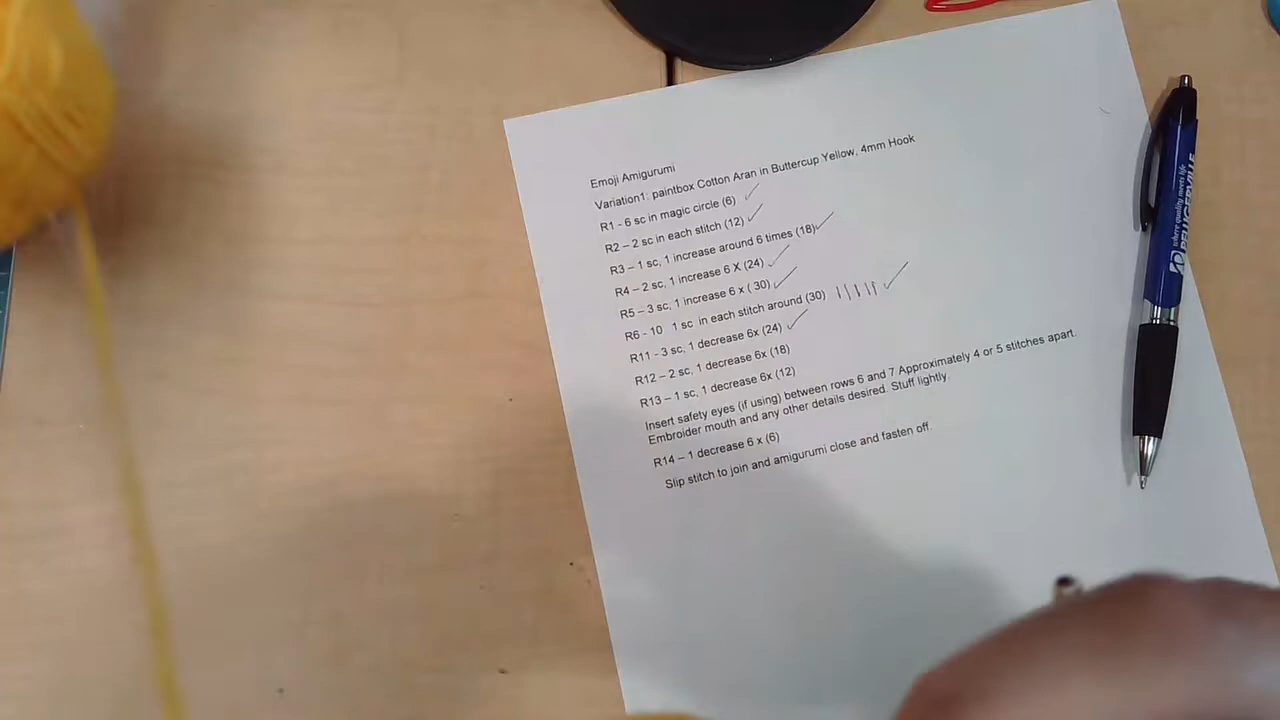 Emoji Amigurumi
Variation1: paintbox Cotton Aran in Buttercup Yellow, 4mm Hook
R1 - 6 sc in magic circle (6)
R2 – 2 sc in each stitch (12)
R3 – 1 sc, 1 increase around 6 times (18)
R4 – 2 sc, 1 increase 6 X (24)
R5 – 3 sc, 1 increase 6 x ( 30)
R6 - 10 1 sc in each stitch around (30)
R11 - 3 sc, 1 decrease 6x (24)
R12 – 2 sc, 1 decrease 6x (18)
R13 – 1 sc, 1 decrease 6x (12)
Insert safety eyes (if using) between rows 6 and 7 Approximately 4 or 5 stitches apart.
Embroider mouth and any other details desired. Stuff lightly.
R14 – 1 decrease 6 x (6)
Slip stitch to join and amigurumi close and fasten off.
where quality meets life
PFLUGERVILLE